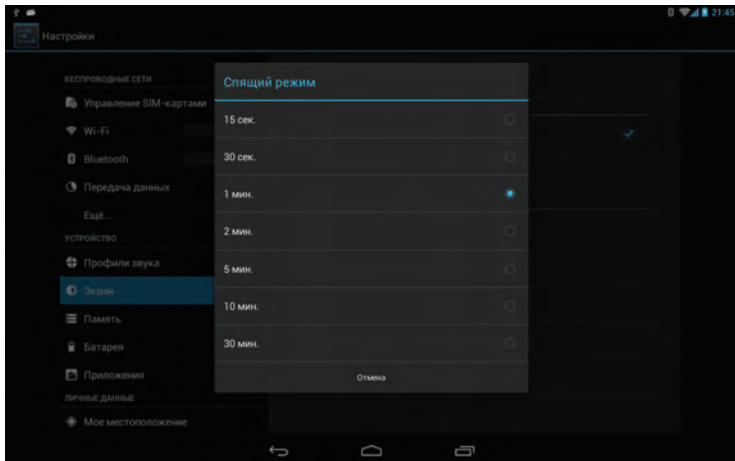 21:45
Настройки
БЕСПРОВОДНЫЕ СЕТИ
Управление SIM-картами
Wi-Fi
Bluetooth
Передача данных
Ещё...
УСТРОЙСТВО
Профили звука
Экран
Память
Батарея
Приложения
ЛИЧНЫЕ ДАННЫЕ
Мое местоположение
Спящий режим
15 сек.
30 сек.
1 мин.
2 мин.
5 мин.
10 мин.
30 мин.
Отмена